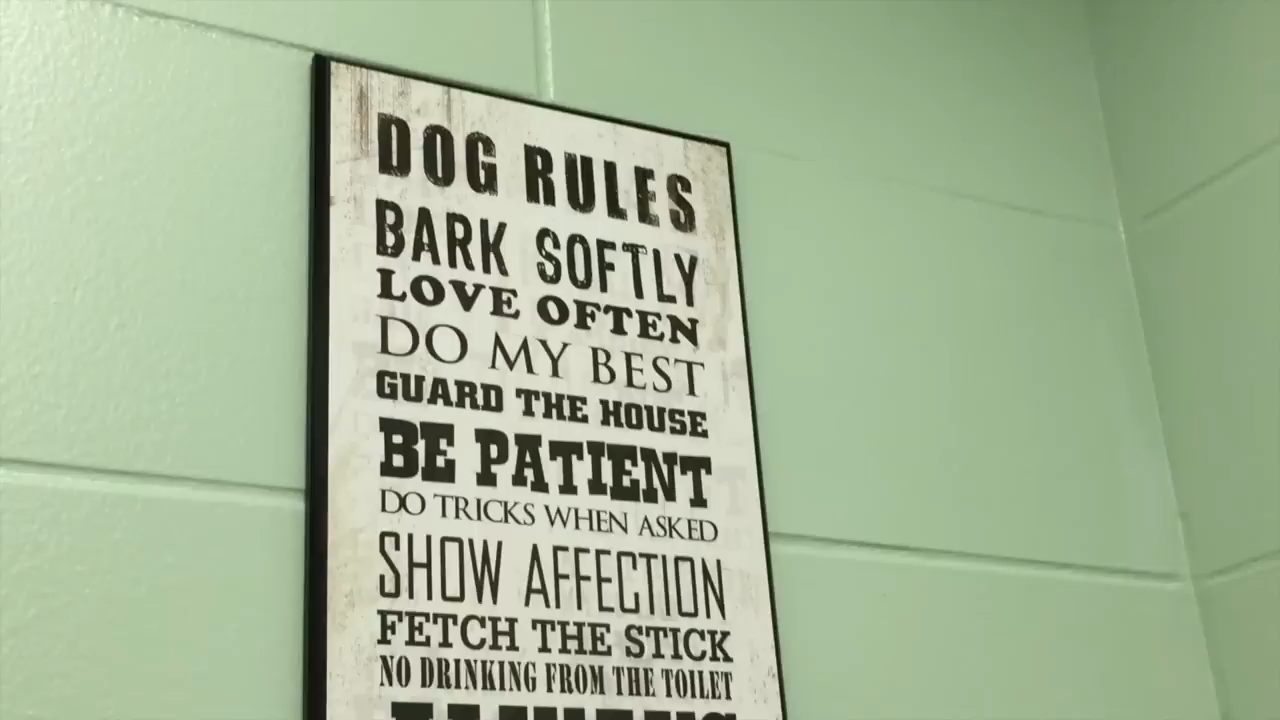 DOG RULES
BARK SOFTLY
LOVE OFTEN
DO MY BEST
GUARD THE HOUSE
BE PATIENT
DO TRICKS WHEN ASKED
SHOW AFFECTION
FETCH THE STICK
NO DRINKING FROM THE TOILET